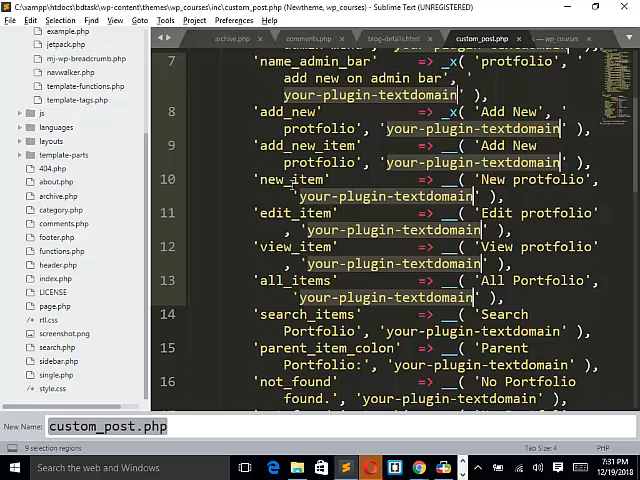 C:\xampp\htdocs\bdtask\wp-content\themes\wp_courses\inc\custom_post.php (Newtheme, wp_courses) - Sublime Text (UNREGISTERED)
File Edit Selection Find View Goto Tools Project Preferences Help
example.php
jetpack.php
mj-wp-breadcrumb.php
navwalker.php
template-functions.php
template-tags.php
js
languages
layouts
template-parts
404.php
about.php
archive.php
category.php
comments.php
footer.php
functions.php
header.php
index.php
LICENSE
page.php
rtl.css
screenshot.png
search.php
sidebar.php
single.php
style.css
archive.php comments.php blog-details.html custom_post.php — wp_courses
7 'name_admin_bar' => _x( 'protfolio', '
add new on admin bar', '
your-plugin-textdomain' ),
8 'add_new' => _x( 'Add New', '
protfolio', 'your-plugin-textdomain' ),
9 'add_new_item' => __( 'Add New
protfolio', 'your-plugin-textdomain' ),
10 'new_item' => __( 'New protfolio',
'your-plugin-textdomain' ),
11 'edit_item' => __( 'Edit protfolio'
, 'your-plugin-textdomain' ),
12 'view_item' => __( 'View protfolio'
, 'your-plugin-textdomain' ),
13 'all_items' => __( 'All Portfolio',
'your-plugin-textdomain' ),
14 'search_items' => __( 'Search
Portfolio', 'your-plugin-textdomain' ),
15 'parent_item_colon' => __( 'Parent
Portfolio:', 'your-plugin-textdomain' ),
16 'not_found' => __( 'No Portfolio
found.', 'your-plugin-textdomain' ),
New Name: custom_post.php
9 selection regions Tab Size: 4 PHP
Search the web and Windows
7:31 PM
12/19/2018